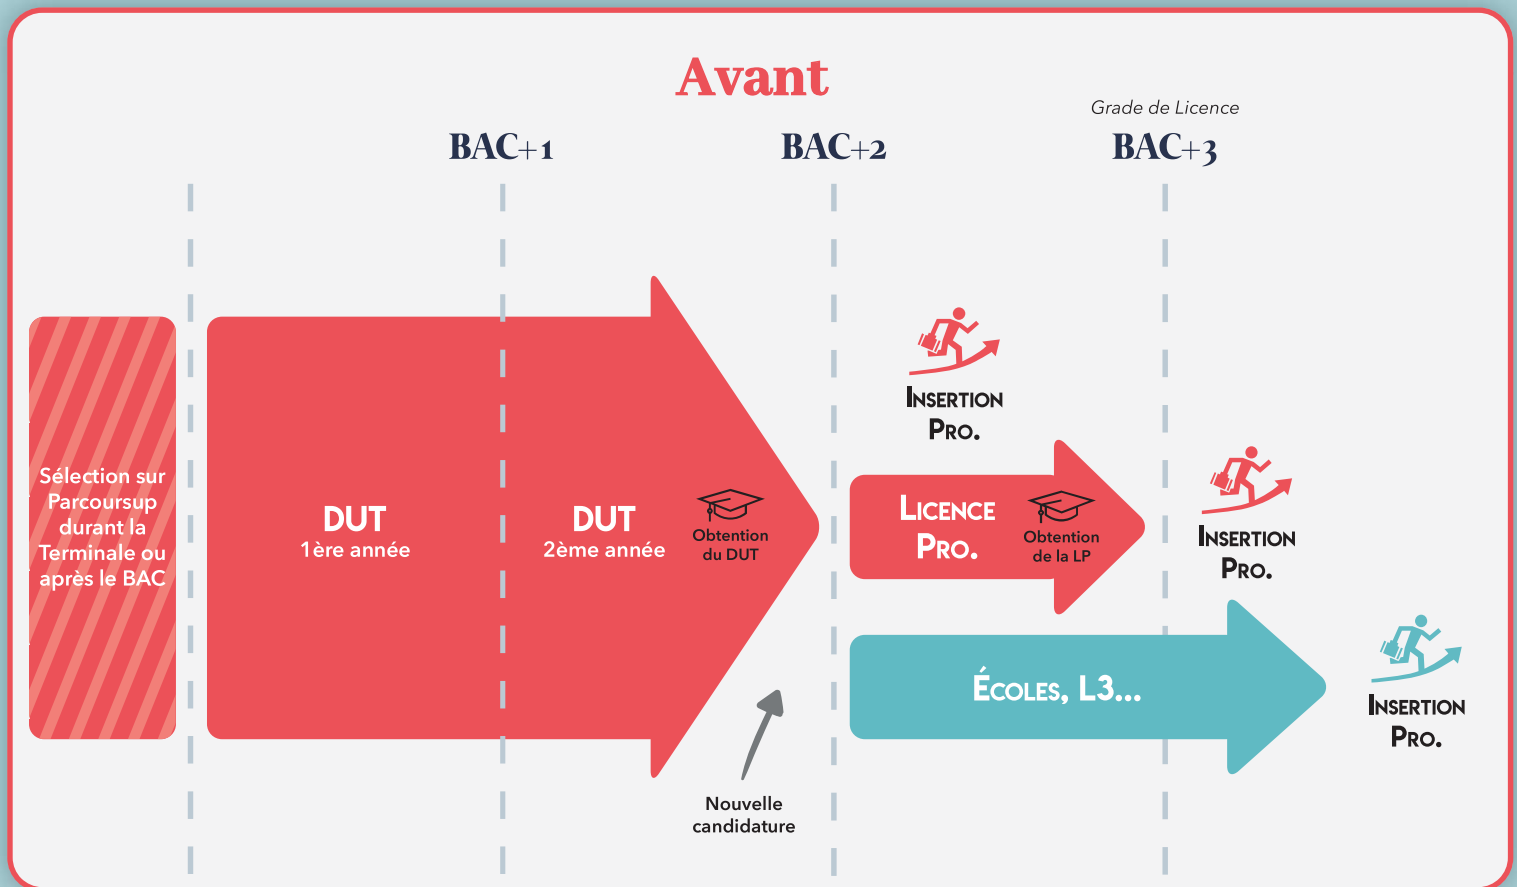 Avant
Grade de Licence
BAC+1
BAC+2
BAC+3
Sélection sur
Parcoursup
durant la
Terminale ou
après le BAC
DUT
1ère année
DUT
2ème année
Obtention
du DUT
Insertion
Pro.
Licence
Pro.
Obtention
de la LP
Insertion
Pro.
Écoles, L3...
Insertion
Pro.
Nouvelle
candidature